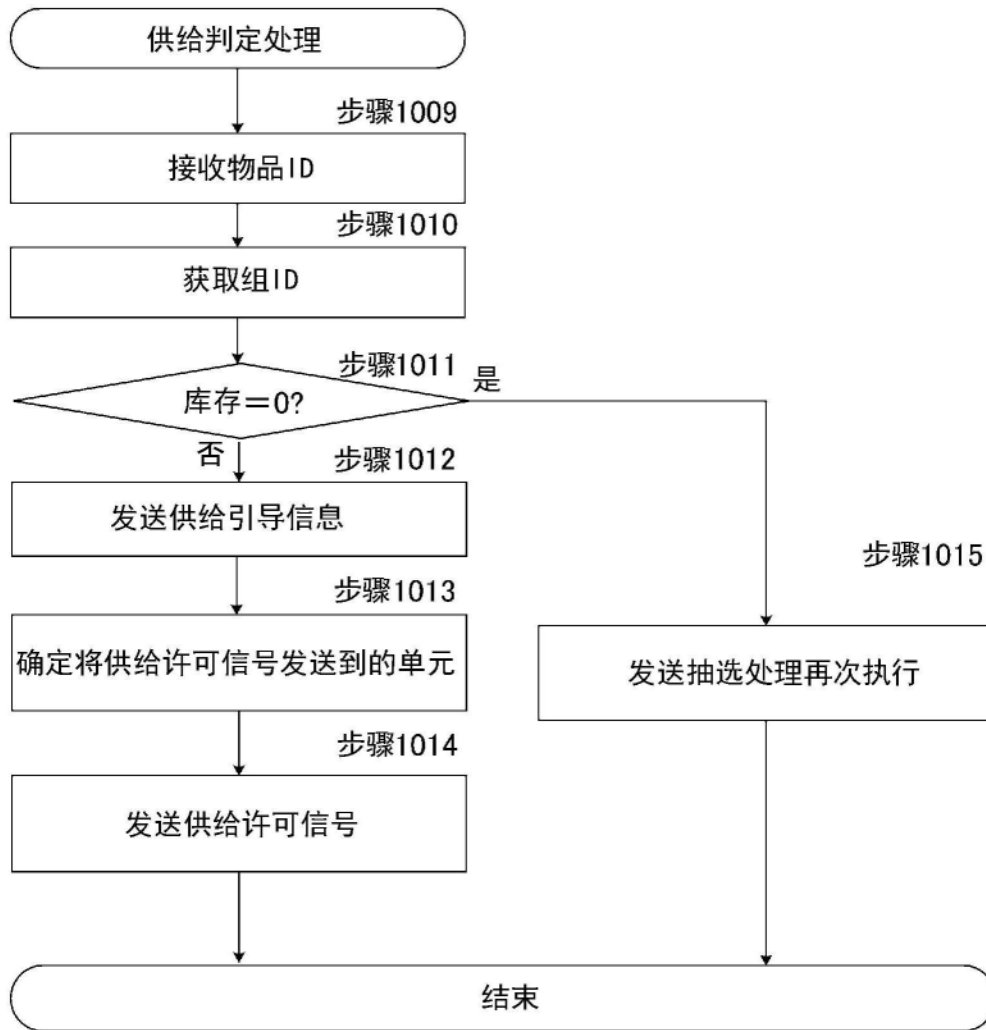 供给判定处理
步骤1009
接收物品ID
步骤1010
获取组ID
步骤1011
库存=0?
是
否
步骤1012
发送供给引导信息
步骤1013
确定将供给许可信号发送到的单元
步骤1014
发送供给许可信号
步骤1015
发送抽选处理再次执行
结束